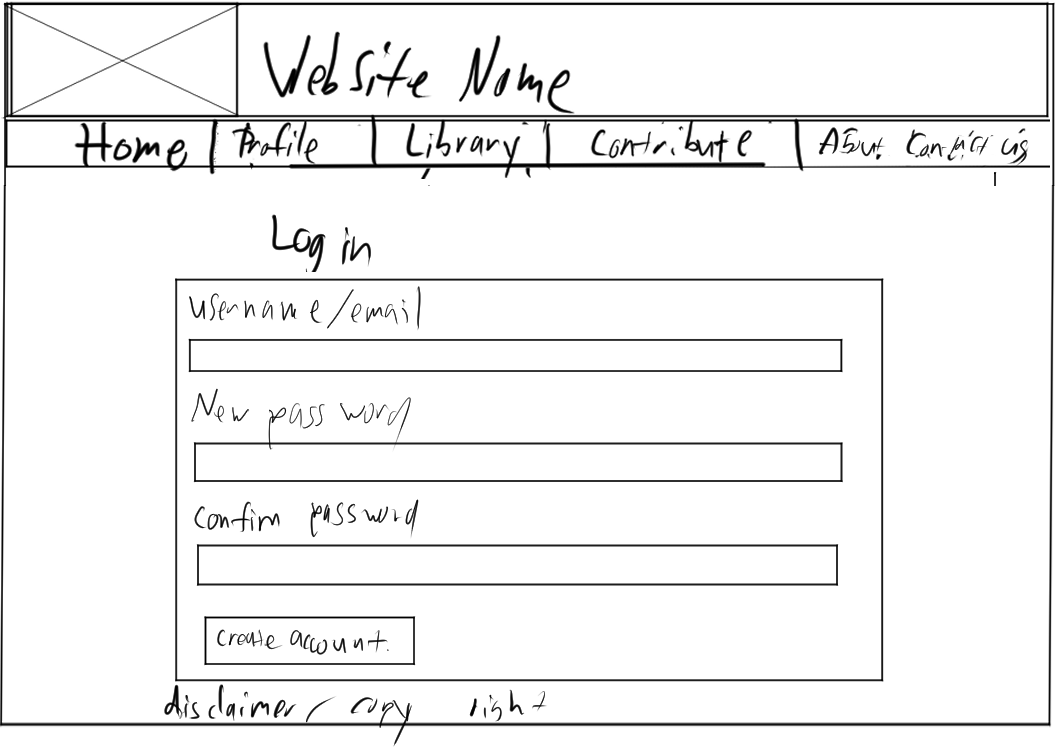 Website Name
Home Profile Library Contribute About Contact us
Log in
username/email
New password
Confirm password
create account.
disclaimer/ copy right